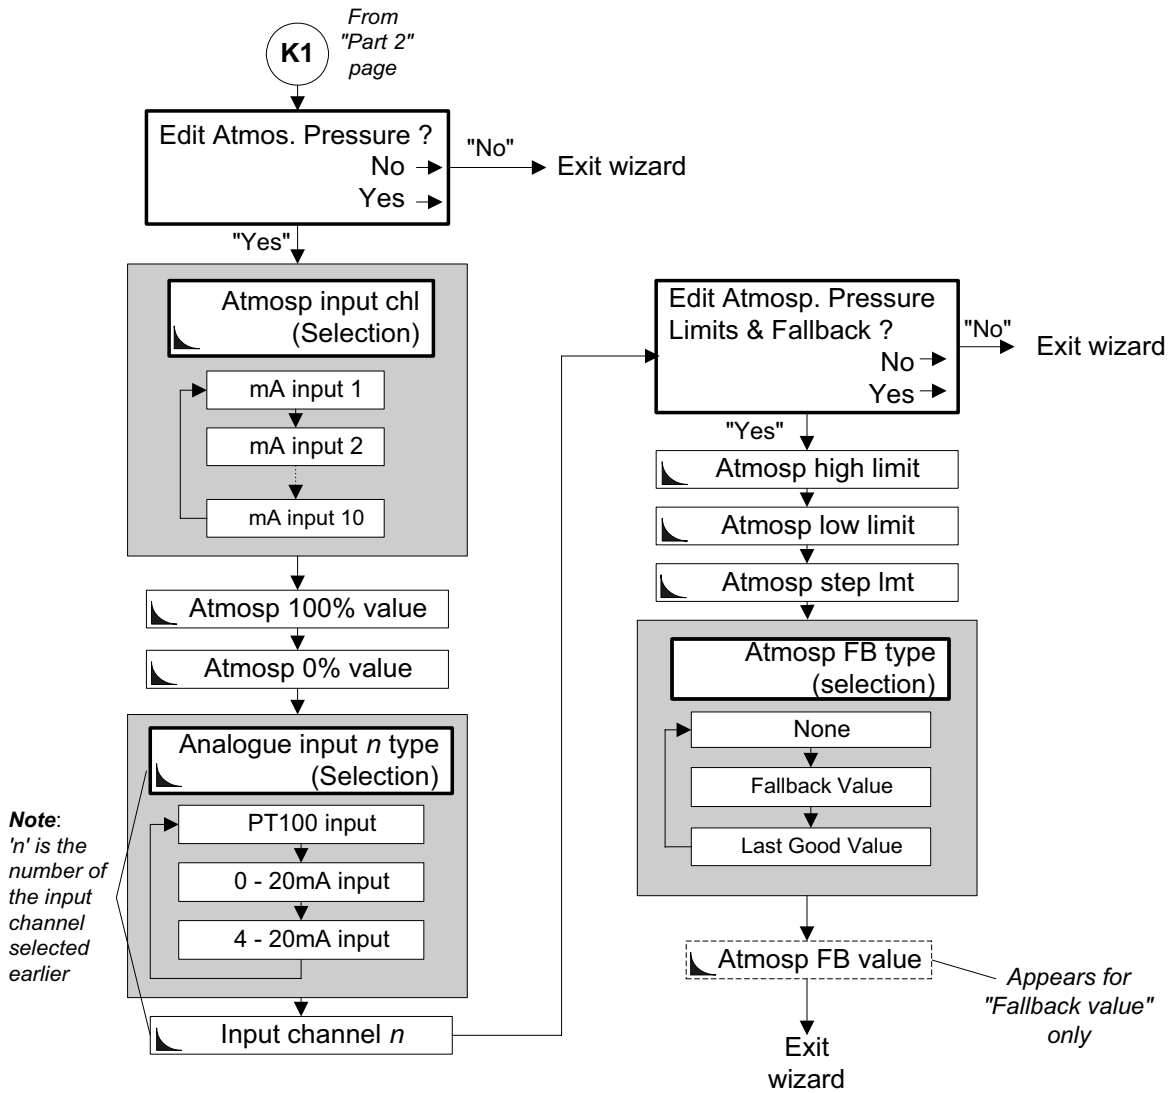 K1
From
"Part 2"
page
Edit Atmos. Pressure ?
No
Yes
"No"
Exit wizard
"Yes"
Atmosp input chl
(Selection)
mA input 1
mA input 2
mA input 10
Atmosp 100% value
Atmosp 0% value
Analogue input n type
(Selection)
PT100 input
0 - 20mA input
4 - 20mA input
Input channel n
Note:
'n' is the
number of
the input
channel
selected
earlier
Edit Atmosp. Pressure
Limits & Fallback ?
No
Yes
"No"
Exit wizard
"Yes"
Atmosp high limit
Atmosp low limit
Atmosp step lmt
Atmosp FB type
(selection)
None
Fallback Value
Last Good Value
Atmosp FB value
Appears for
"Fallback value"
only
Exit
wizard